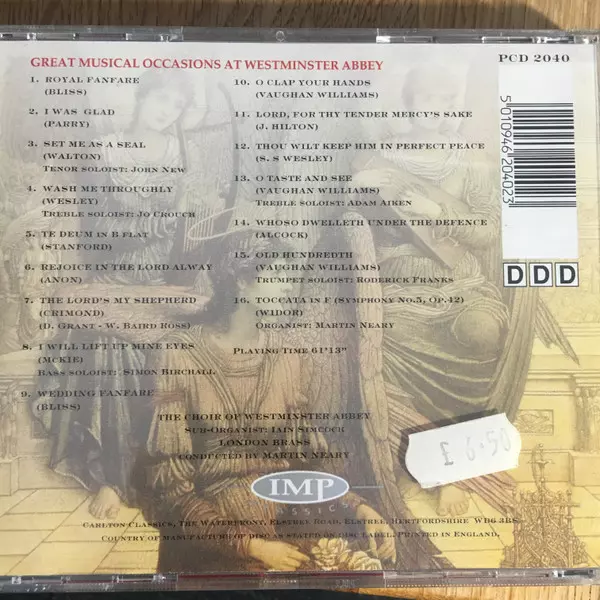 GREAT MUSICAL OCCASIONS AT WESTMINSTER ABBEY
1. ROYAL FANFARE
(BLISS)
2. I WAS GLAD
(PARRY)
3. SET ME AS A SEAL
(WALTON)
TENOR SOLOIST: JOHN NEW
4. WASH ME THROUGHLY
(WESLEY)
TREBLE SOLOIST: JO CROUCH
5. TE DEUM IN B FLAT
(STANFORD)
6. REJOICE IN THE LORD ALWAY
(ANON)
7. THE LORD'S MY SHEPHERD
(CRIMOND)
(D. GRANT - W. BAIRD ROSS)
8. I WILL LIFT UP MINE EYES
(MCKIE)
BASS SOLOIST: SIMON BIRCHALL
9. WEDDING FANFARE
(BLISS)
10. O CLAP YOUR HANDS
(VAUGHAN WILLIAMS)
11. LORD, FOR THY TENDER MERCY'S SAKE
(J. HILTON)
12. THOU WILT KEEP HIM IN PERFECT PEACE
(S. S WESLEY)
13. O TASTE AND SEE
(VAUGHAN WILLIAMS)
TREBLE SOLOIST: ADAM AIKEN
14. WHOSO DWELLETH UNDER THE DEFENCE
(ALCOCK)
15. OLD HUNDREDTH
(VAUGHAN WILLIAMS)
TRUMPET SOLOIST: RODERICK FRANKS
16. TOCCATA IN F (SYMPHONY NO.5, OP.42)
(WIDOR)
ORGANIST: MARTIN NEARY
PLAYING TIME 61'13"
PCD 2040
5 010946 204023
DDD
THE CHOIR OF WESTMINSTER ABBEY
SUB-ORGANIST: IAIN SIMCOCK
LONDON BRASS
CONDUCTED BY MARTIN NEARY
£ 6.50
IMP
CLASSICS
CARLTON CLASSICS, THE WATERFRONT, ELSTREE ROAD, ELSTREE, HERTFORDSHIRE WD6 3BS.
COUNTRY OF MANUFACTURE OF DISC AS STATED ON DISC LABEL. PRINTED IN ENGLAND.